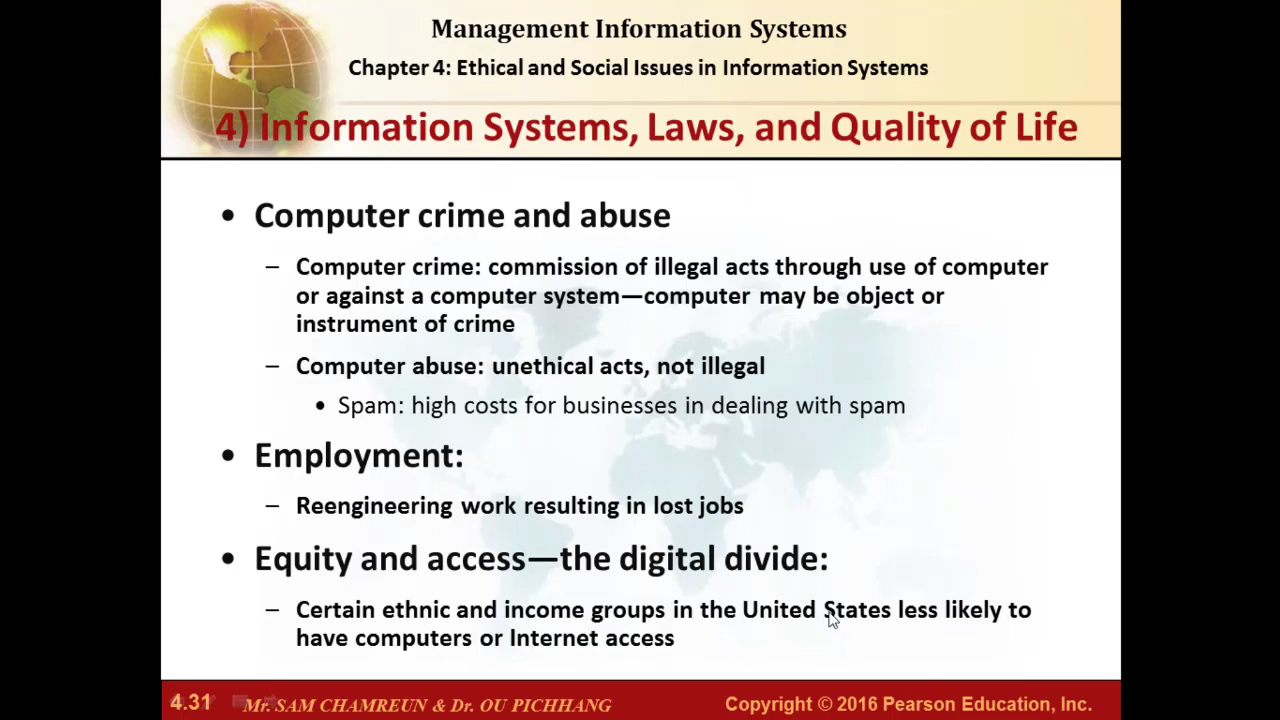 Management Information Systems
Chapter 4: Ethical and Social Issues in Information Systems
4) Information Systems, Laws, and Quality of Life
• Computer crime and abuse
– Computer crime: commission of illegal acts through use of computer
or against a computer system—computer may be object or
instrument of crime
– Computer abuse: unethical acts, not illegal
• Spam: high costs for businesses in dealing with spam
• Employment:
– Reengineering work resulting in lost jobs
• Equity and access—the digital divide:
– Certain ethnic and income groups in the United States less likely to
have computers or Internet access
4.31 Mr. SAM CHAMREUN & Dr. OU PICHHANG Copyright © 2016 Pearson Education, Inc.